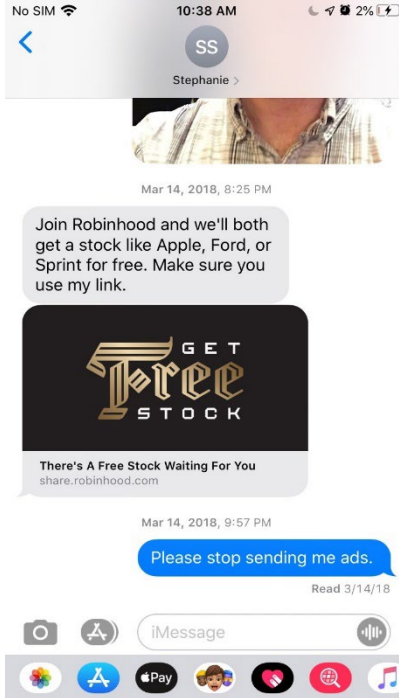 No SIM 10:38 AM 2%
SS
Stephanie >
Mar 14, 2018, 8:25 PM
Join Robinhood and we'll both
get a stock like Apple, Ford, or
Sprint for free. Make sure you
use my link.
GET
Free
STOCK
There's A Free Stock Waiting For You
share.robinhood.com
Mar 14, 2018, 9:57 PM
Please stop sending me ads.
Read 3/14/18
iMessage
Pay